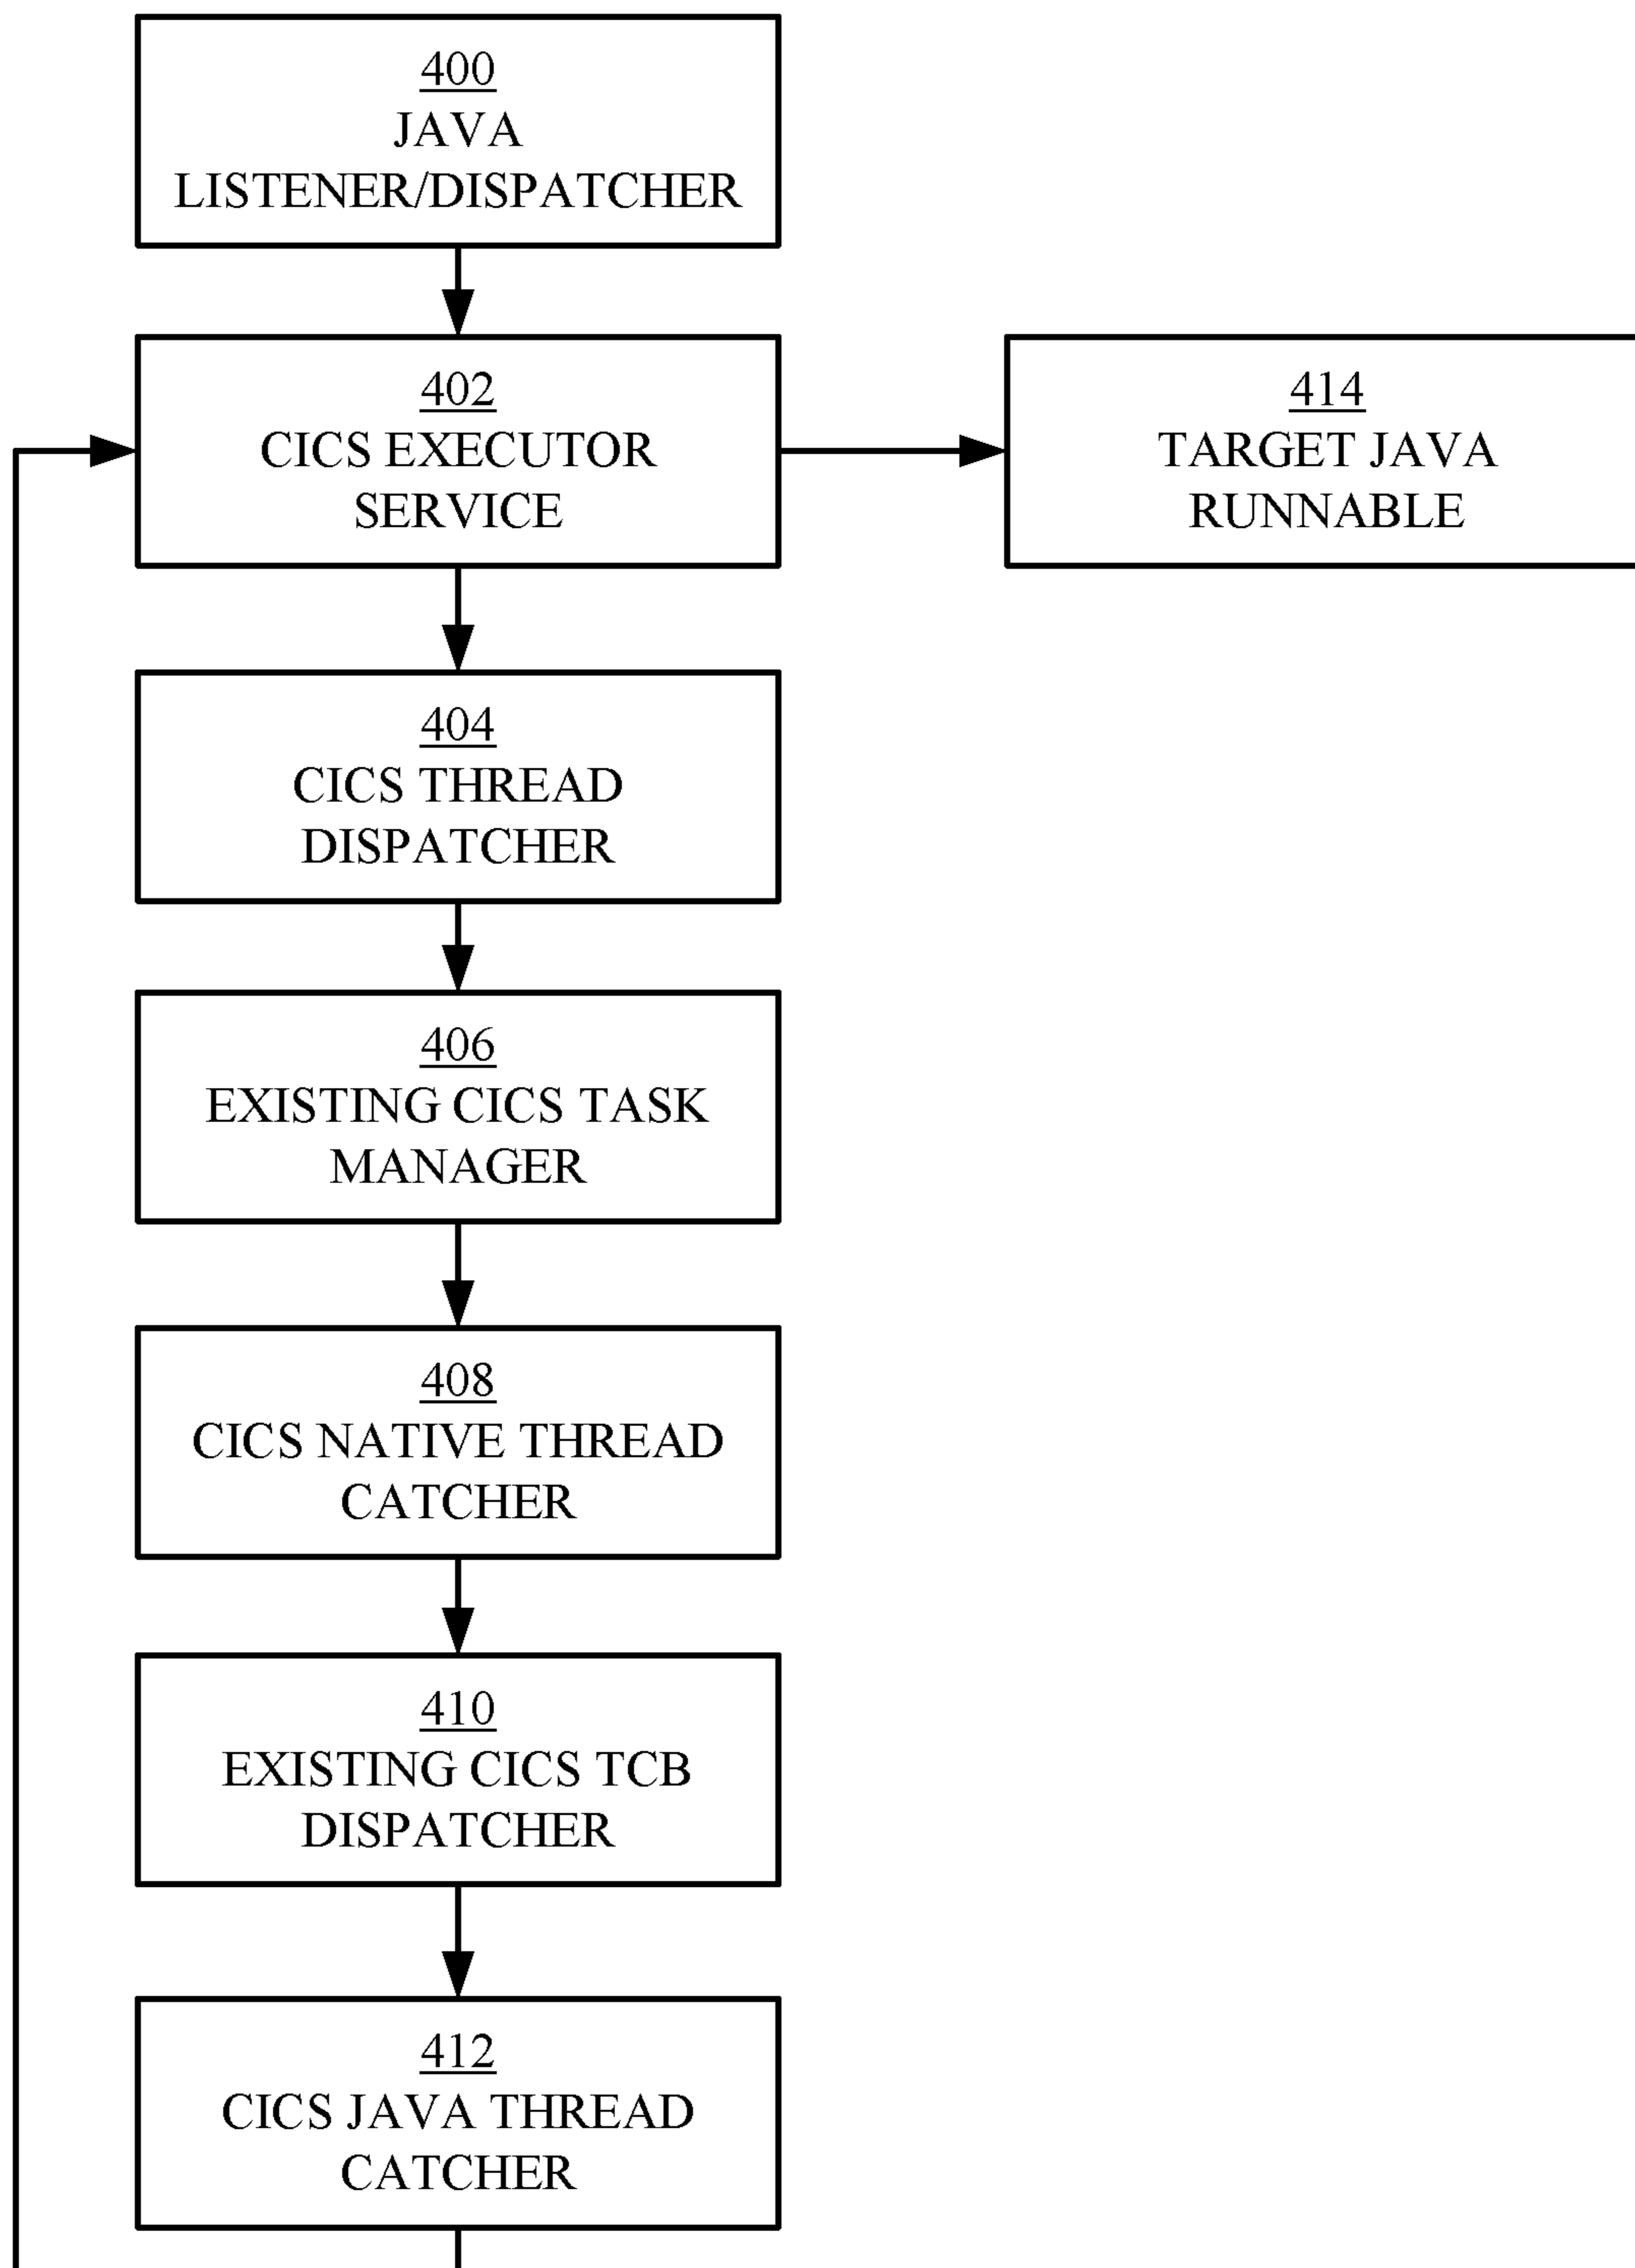 400
JAVA
LISTENER/DISPATCHER
402
CICS EXECUTOR
SERVICE
414
TARGET JAVA
RUNNABLE
404
CICS THREAD
DISPATCHER
406
EXISTING CICS TASK
MANAGER
408
CICS NATIVE THREAD
CATCHER
410
EXISTING CICS TCB
DISPATCHER
412
CICS JAVA THREAD
CATCHER